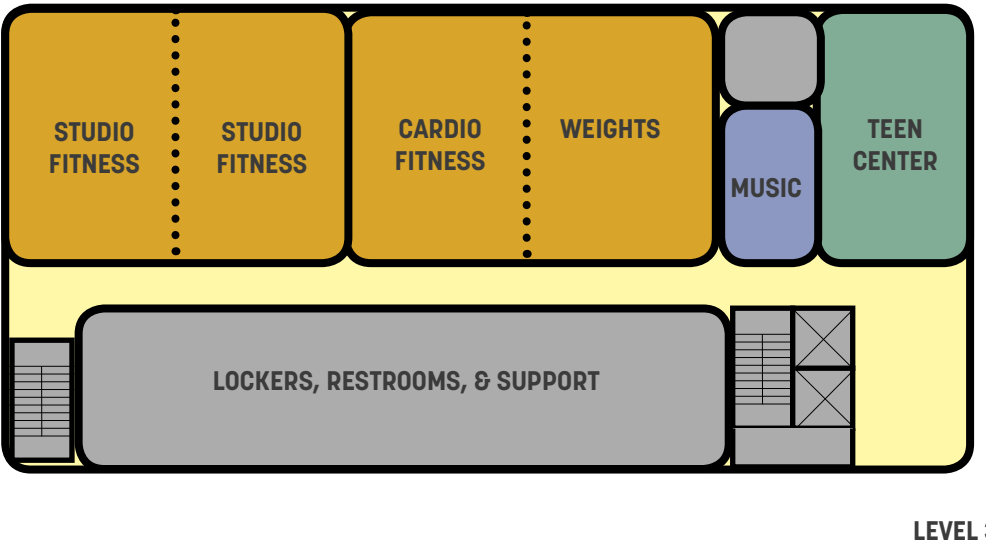 STUDIO
FITNESS
STUDIO
FITNESS
CARDIO
FITNESS
WEIGHTS
MUSIC
TEEN
CENTER
LOCKERS, RESTROOMS, & SUPPORT
LEVEL